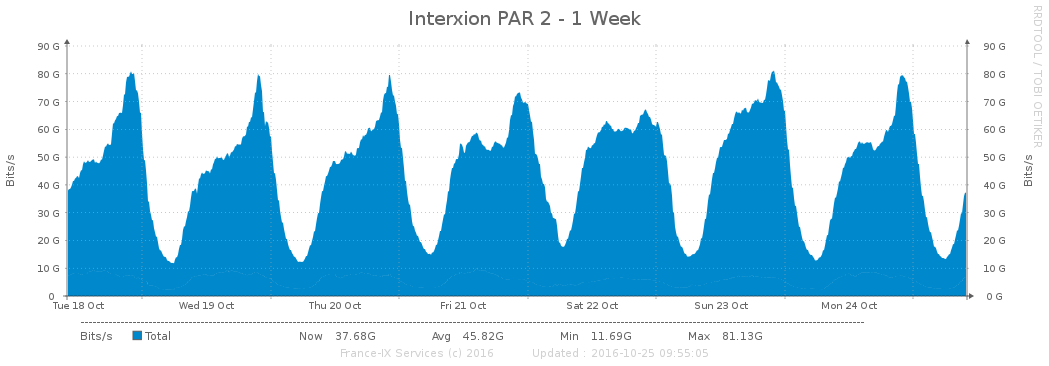 Interxion PAR 2 - 1 Week
RRDTOOL / TOBI OETIKER
Bits/s
90 G 90 G
80 G 80 G
70 G 70 G
60 G 60 G
50 G 50 G
40 G 40 G
30 G 30 G
20 G 20 G
10 G 10 G
0 0 G
Bits/s
Tue 18 Oct Wed 19 Oct Thu 20 Oct Fri 21 Oct Sat 22 Oct Sun 23 Oct Mon 24 Oct
Bits/s Total Now 37.68G Avg 45.82G Min 11.69G Max 81.13G
France-IX Services (c) 2016 Updated : 2016-10-25 09:55:05